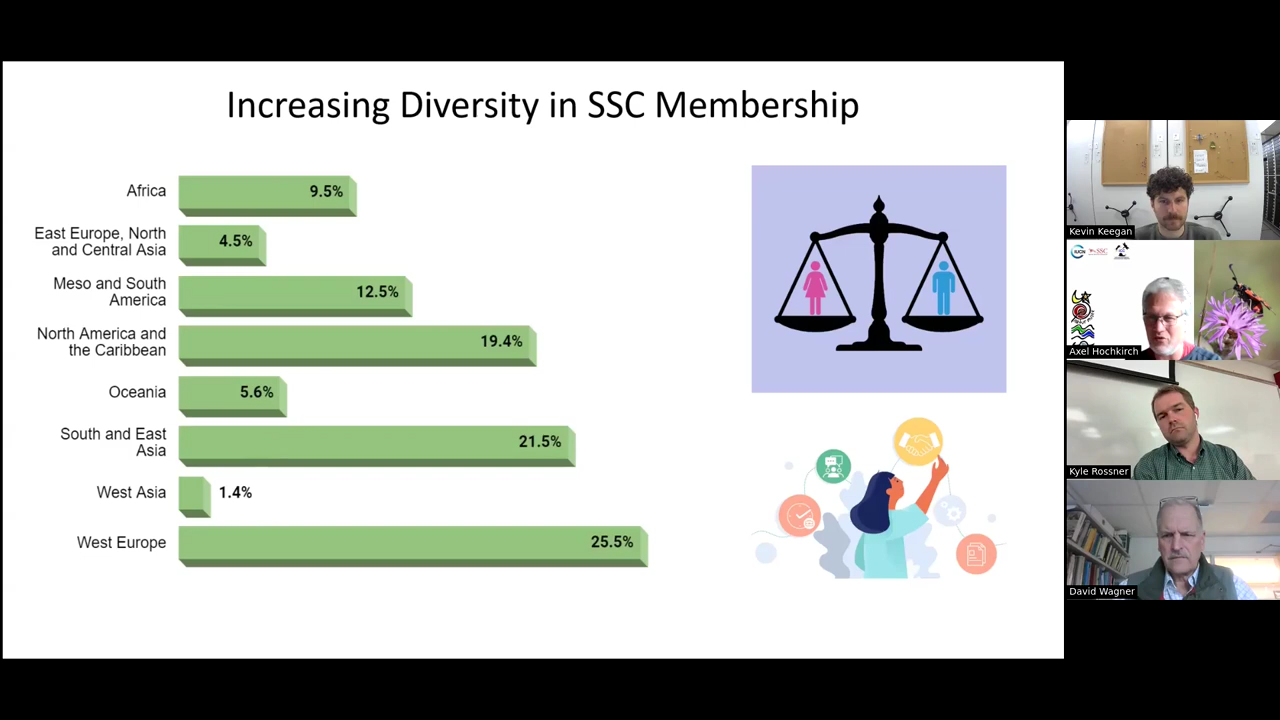 Increasing Diversity in SSC Membership
Africa
9.5%
East Europe, North
and Central Asia
4.5%
Meso and South
America
12.5%
North America and
the Caribbean
19.4%
Oceania
5.6%
South and East
Asia
21.5%
West Asia
1.4%
West Europe
25.5%
Kevin Keegan
IUCN
SSC
Axel Hochkirch
Kyle Rossner
David Wagner